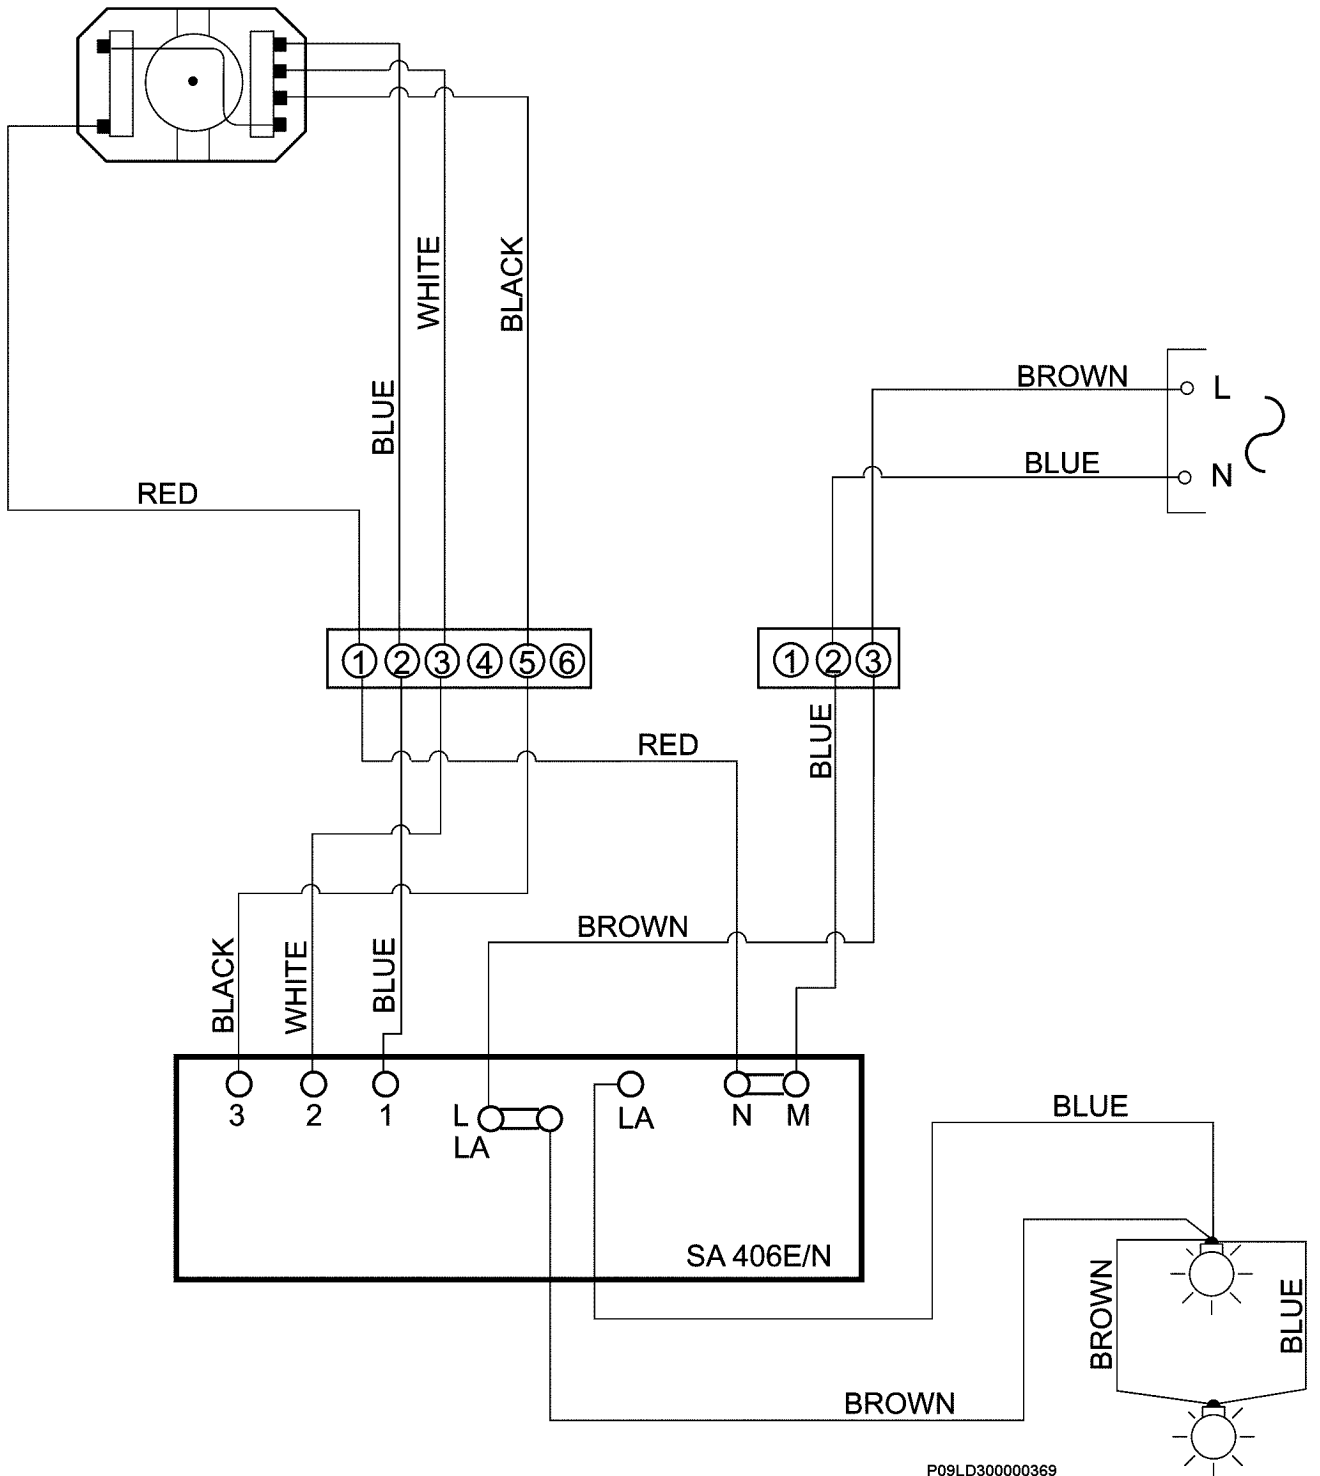 WHITE
BLACK
BLUE
BROWN
L
BLUE
N
RED
1 2 3 4 5 6
1 2 3
BLUE
RED
BROWN
BLACK
WHITE
BLUE
3 2 1
L
LA
LA
N M
BLUE
SA 406E/N
BROWN
BLUE
BROWN
P09LD300000369